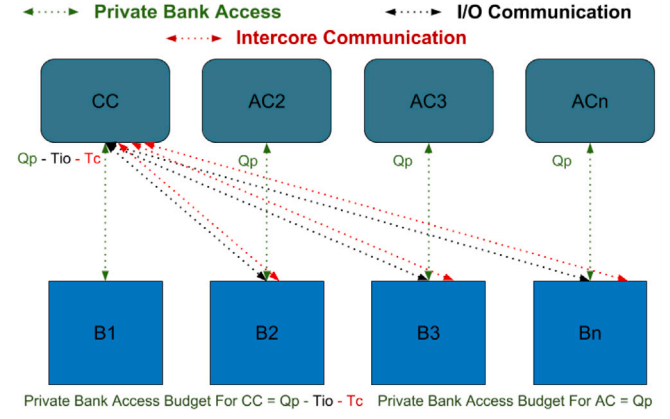 Private Bank Access I/O Communication
Intercore Communication
CC AC2 AC3 ACn
Qp - Tio - Tc Qp Qp Qp
B1 B2 B3 Bn
Private Bank Access Budget For CC = Qp - Tio - Tc Private Bank Access Budget For AC = Qp